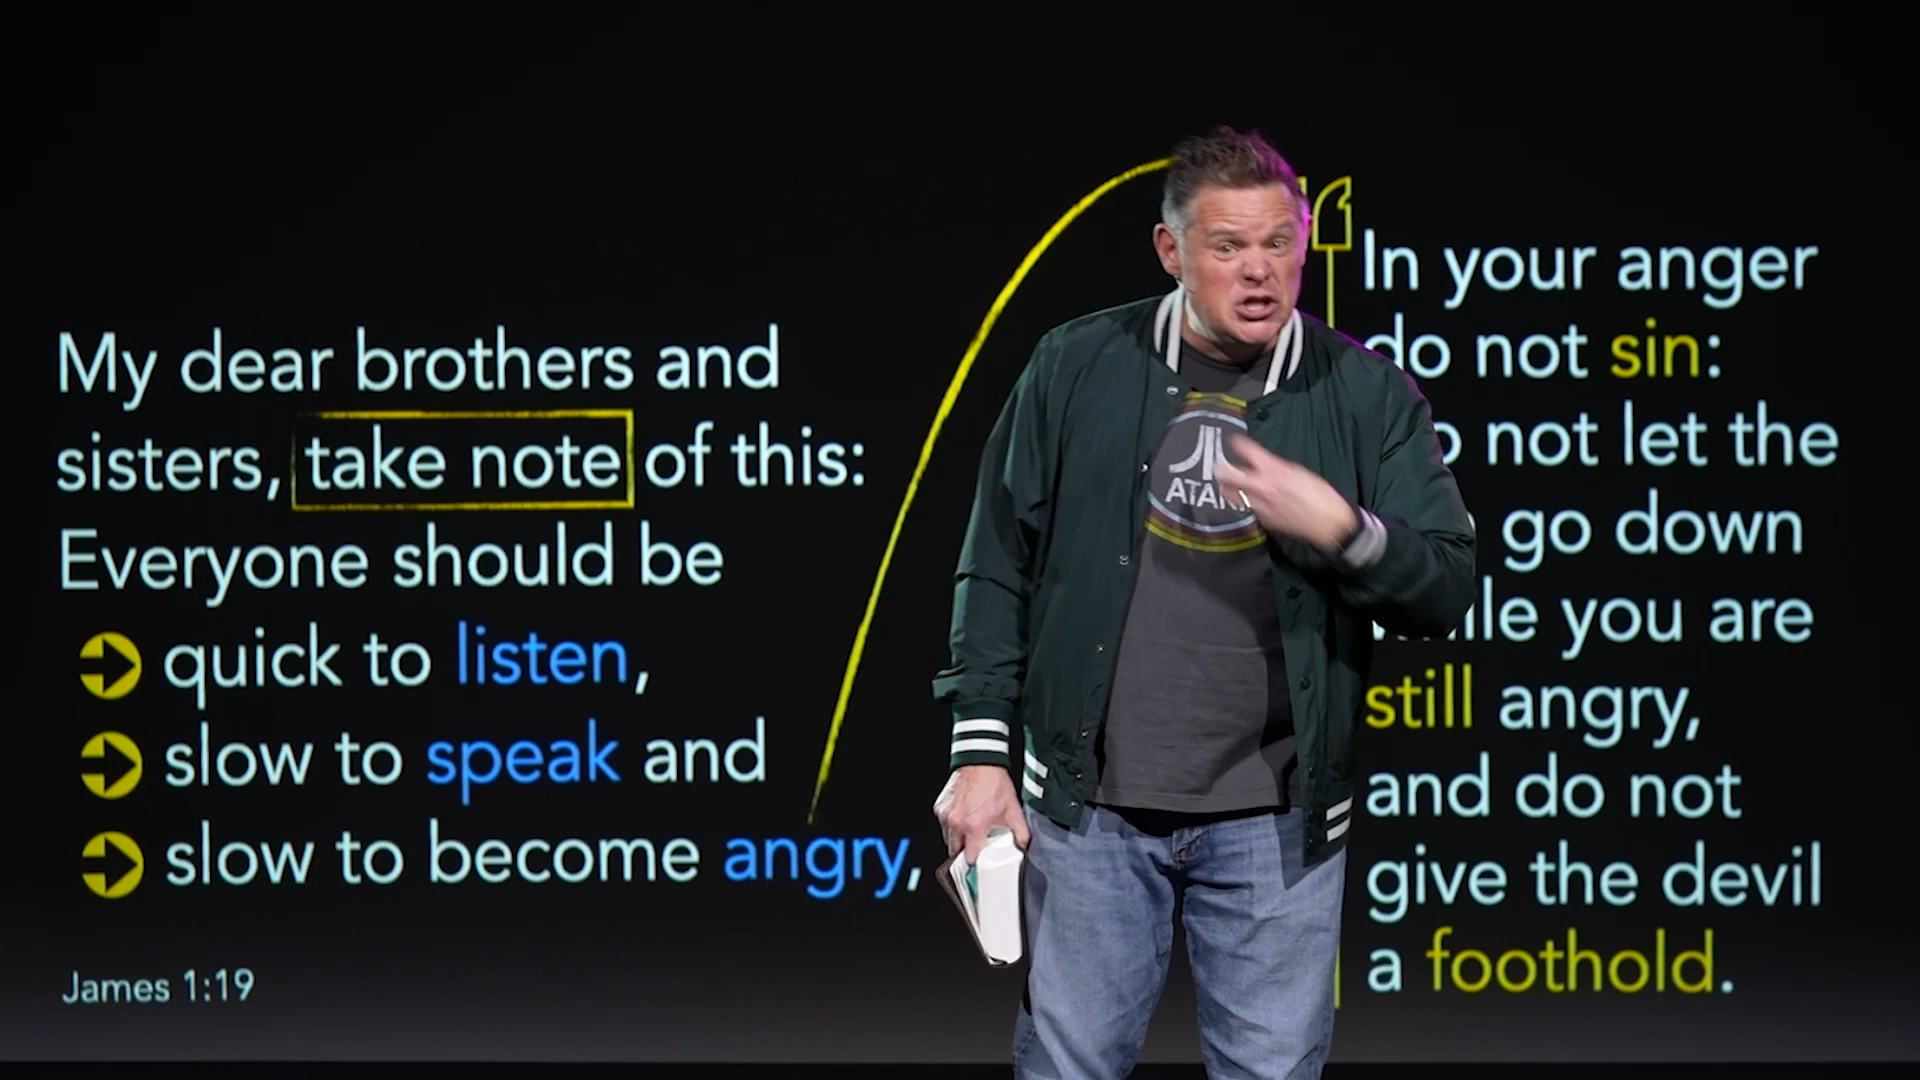 My dear brothers and
sisters, take note of this:
Everyone should be
quick to listen,
slow to speak and
slow to become angry,
James 1:19
ATARI
“In your anger
do not sin:
not let the
go down
you are
still angry,
and do not
give the devil
a foothold.